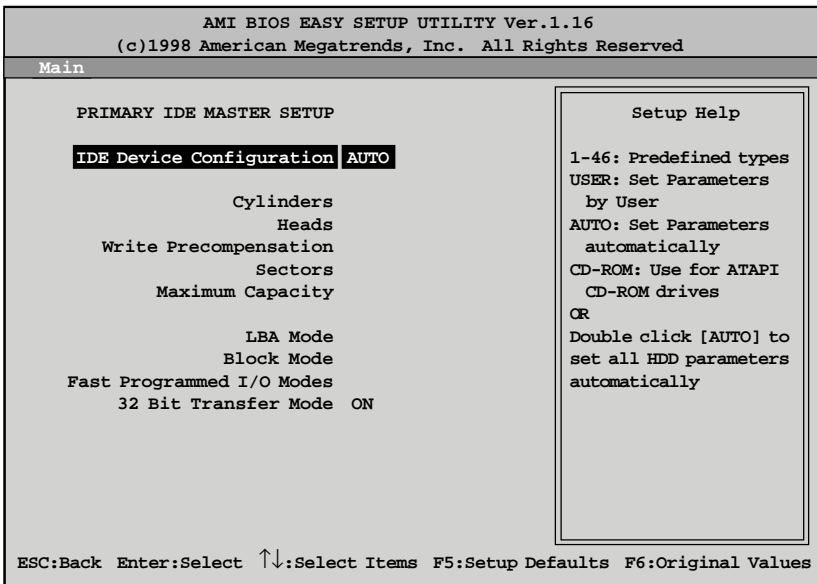 AMI BIOS EASY SETUP UTILITY Ver.1.16
(c)1998 American Megatrends, Inc. All Rights Reserved
Main
PRIMARY IDE MASTER SETUP
IDE Device Configuration AUTO
Cylinders
Heads
Write Precompensation
Sectors
Maximum Capacity
LBA Mode
Block Mode
Fast Programmed I/O Modes
32 Bit Transfer Mode ON
Setup Help
1-46: Predefined types
USER: Set Parameters
by User
AUTO: Set Parameters
automatically
CD-ROM: Use for ATAPI
CD-ROM drives
OR
Double click [AUTO] to
set all HDD parameters
automatically
ESC:Back Enter:Select ↑↓:Select Items F5:Setup Defaults F6:Original Values